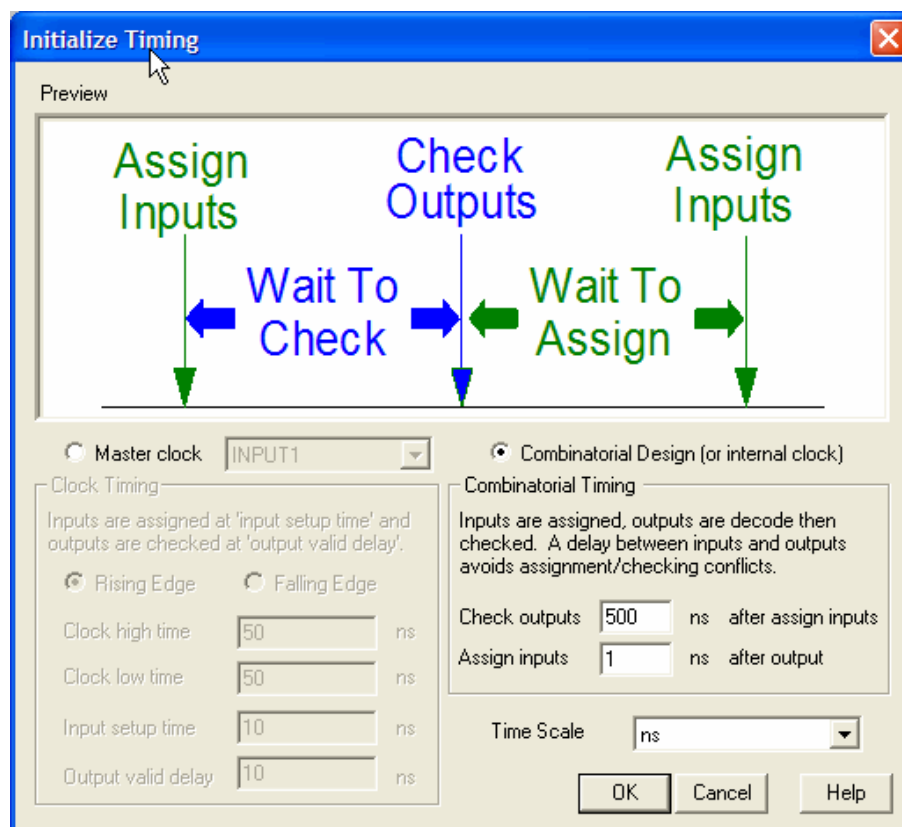 Initialize Timing
Preview
Assign
Inputs
Check
Outputs
Assign
Inputs
Wait To
Check
Wait To
Assign
Master clock
INPUT1
Combinatorial Design (or internal clock)
Clock Timing
Inputs are assigned at 'input setup time' and
outputs are checked at 'output valid delay'.
Rising Edge
Falling Edge
Clock high time 50 ns
Clock low time 50 ns
Input setup time 10 ns
Output valid delay 10 ns
Combinatorial Timing
Inputs are assigned, outputs are decode then
checked. A delay between inputs and outputs
avoids assignment/checking conflicts.
Check outputs 500 ns after assign inputs
Assign inputs 1 ns after output
Time Scale ns
OK
Cancel
Help